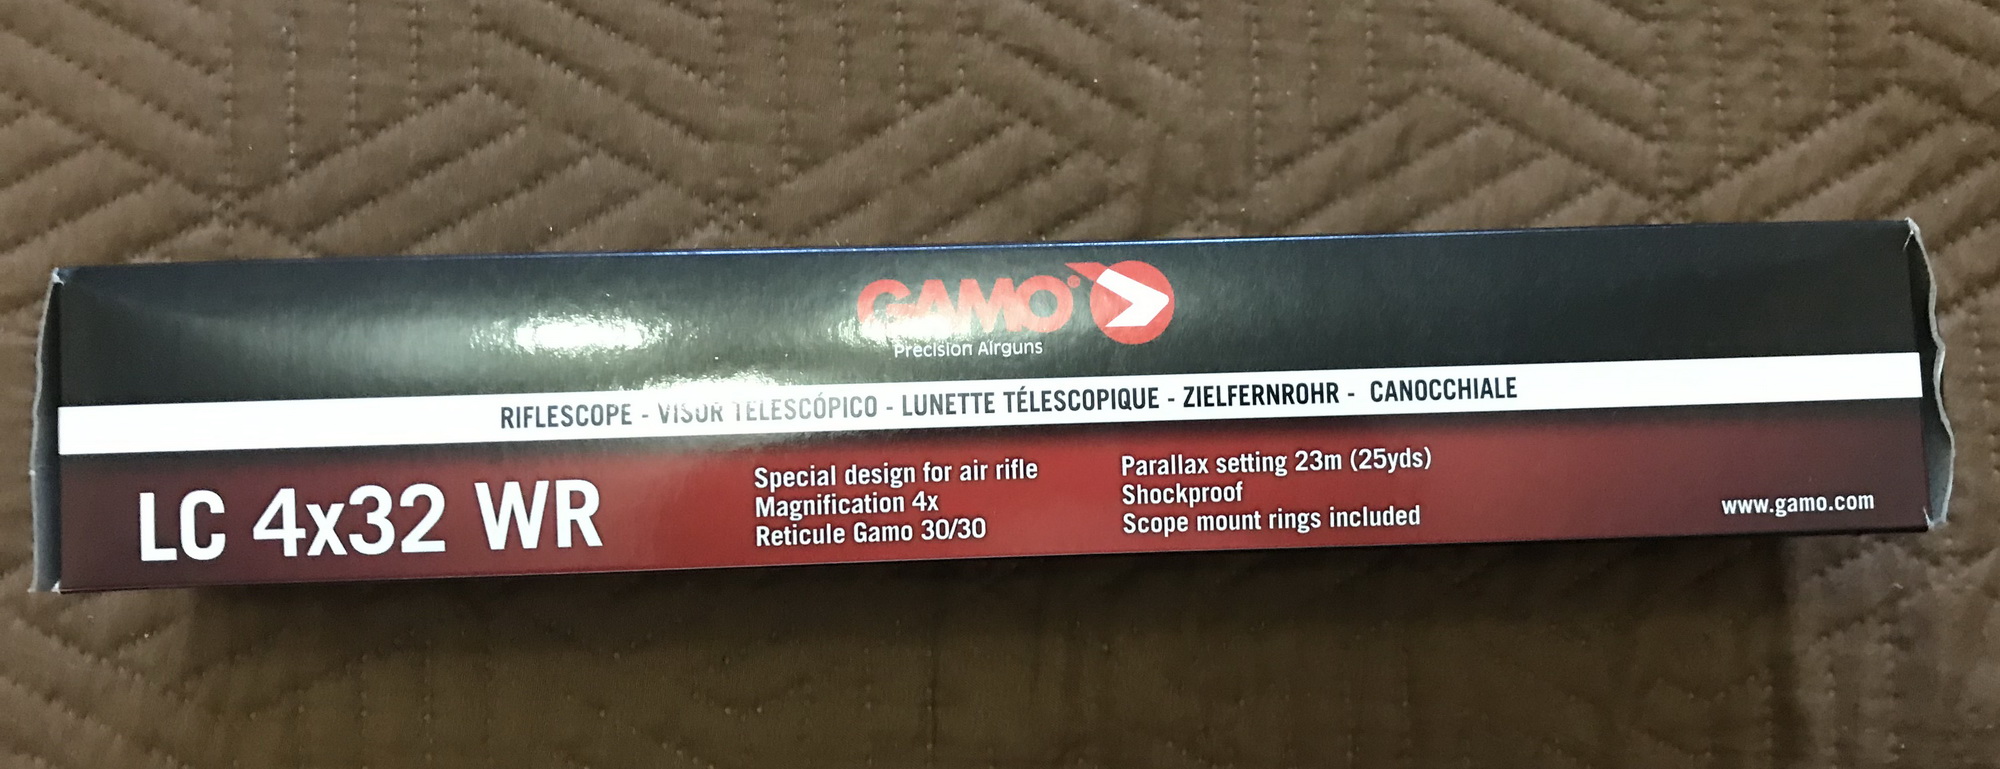 GAMO®
Precision Airguns
RIFLESCOPE - VISOR TELESCÓPICO - LUNETTE TÉLESCOPIQUE - ZIELFERNROHR - CANOCCHIALE
LC 4x32 WR
Special design for air rifle
Magnification 4x
Reticule Gamo 30/30
Parallax setting 23m (25yds)
Shockproof
Scope mount rings included
www.gamo.com